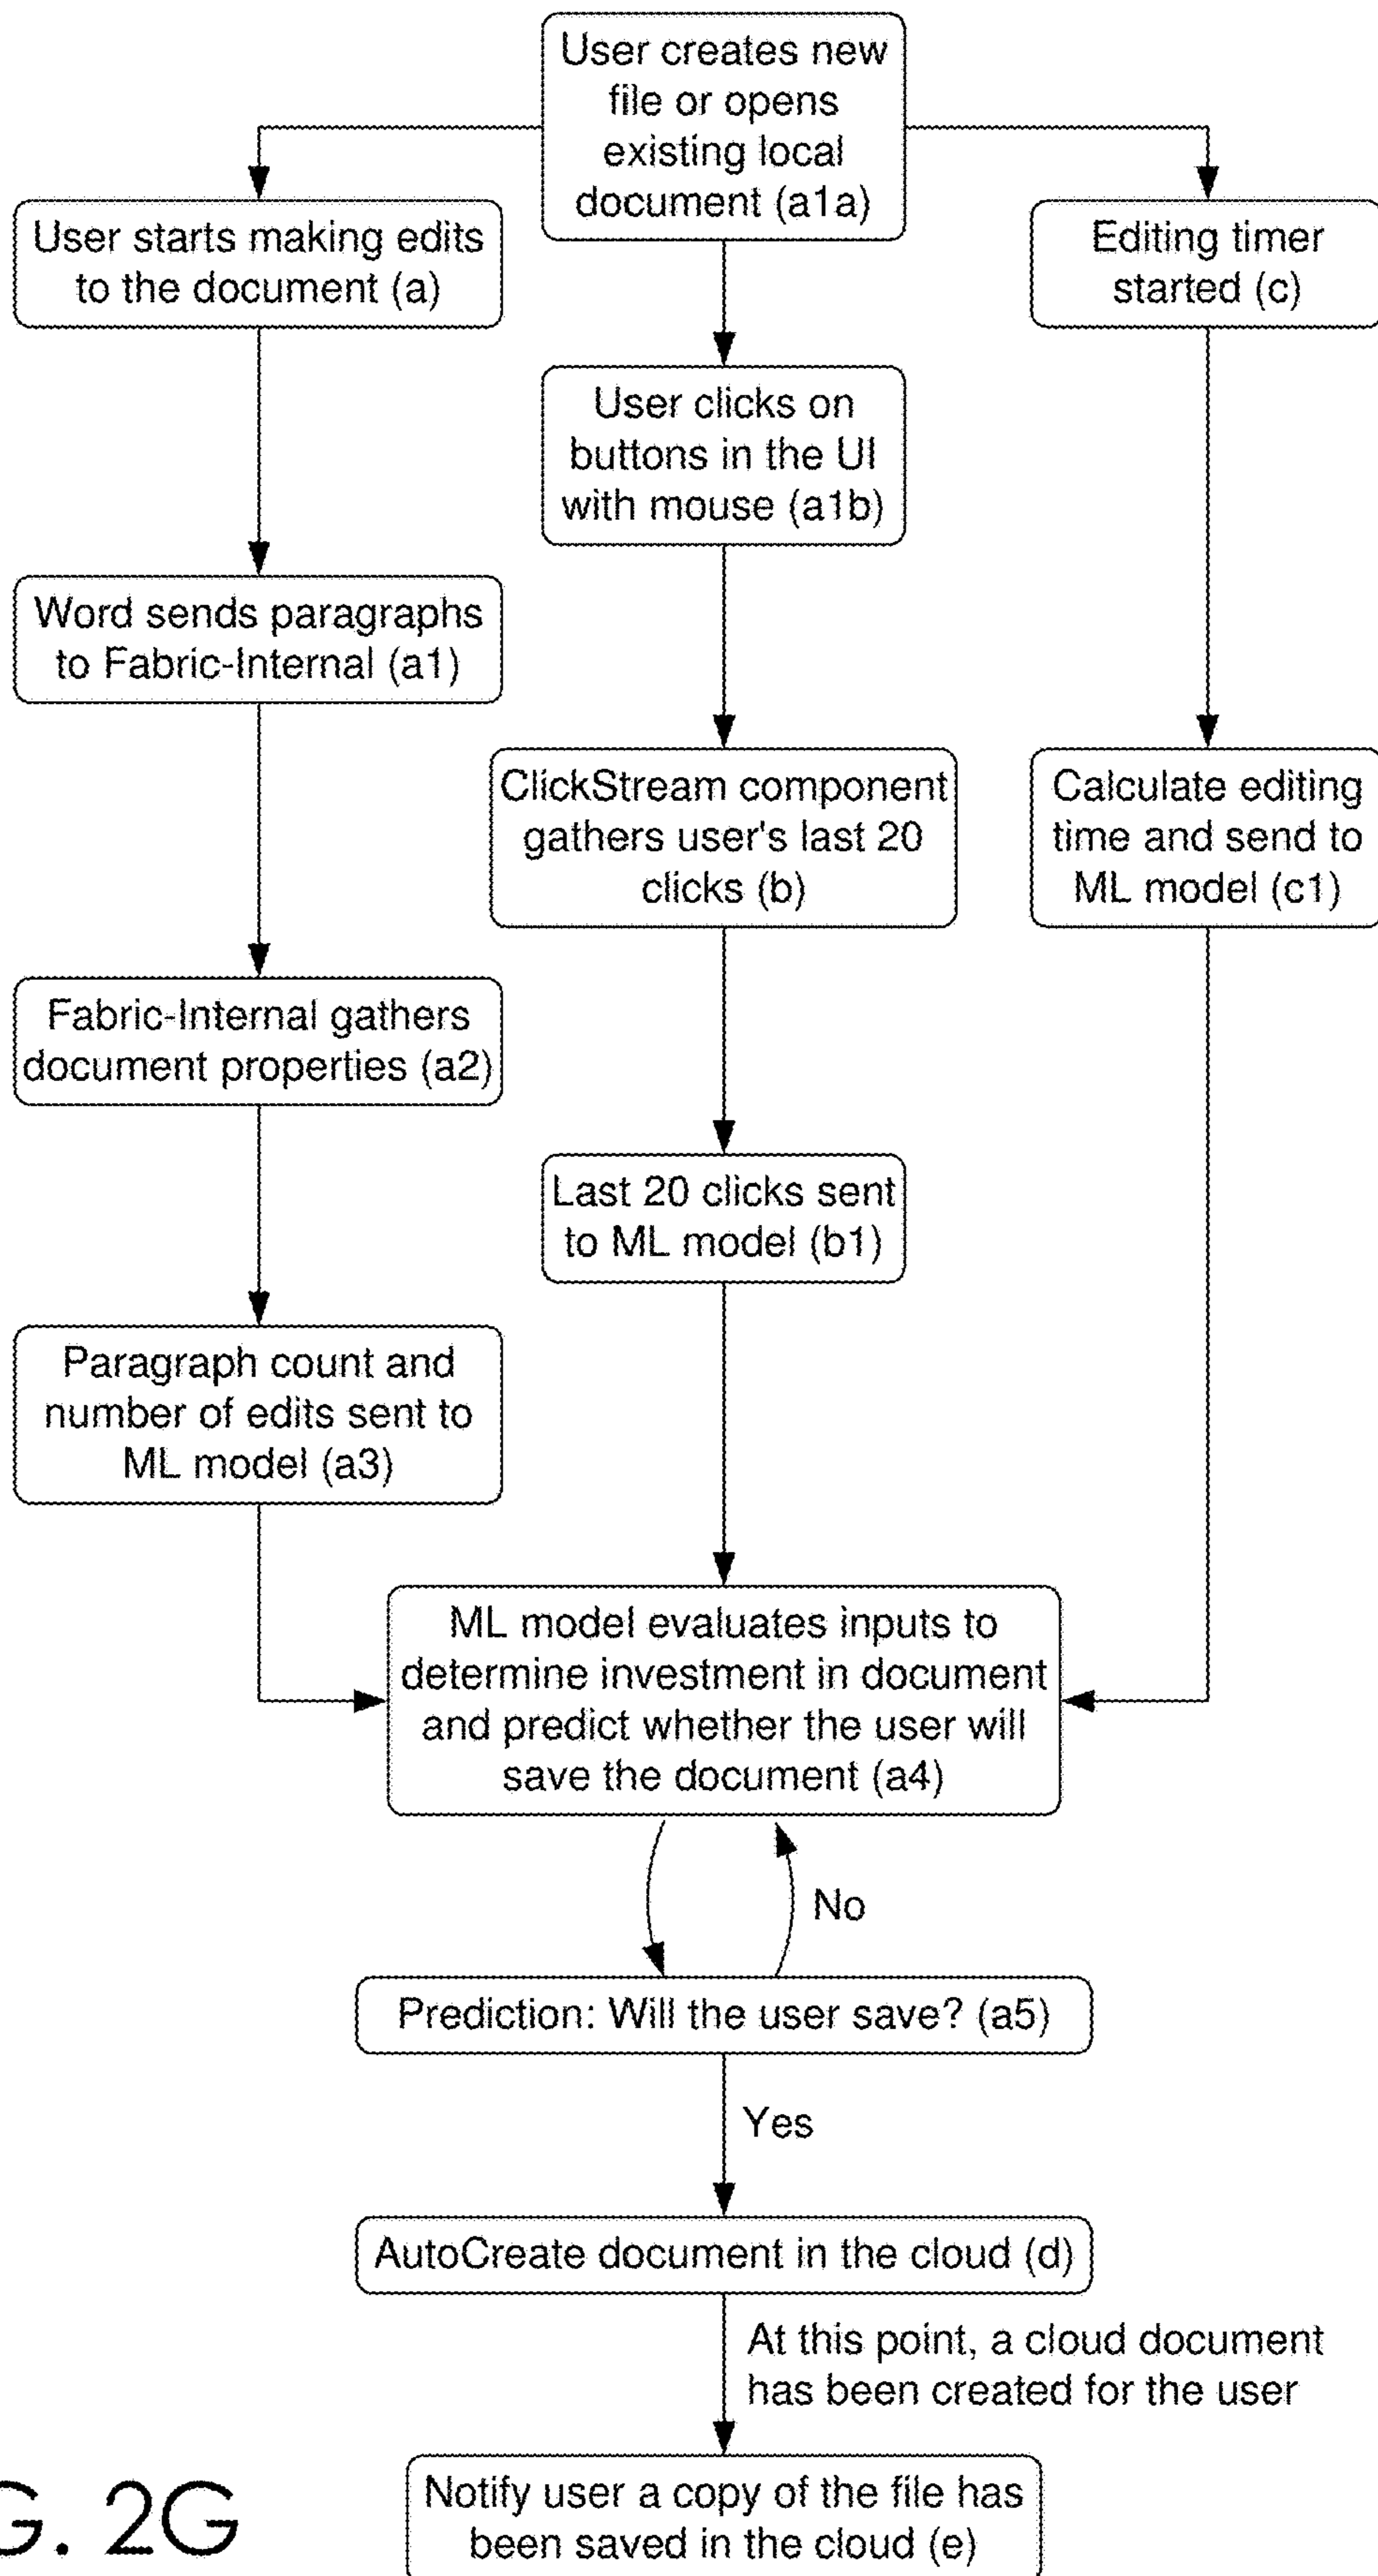 User creates new
file or opens
existing local
document (a1a)
User starts making edits
to the document (a)
Editing timer
started (c)
User clicks on
buttons in the UI
with mouse (a1b)
Word sends paragraphs
to Fabric-Internal (a1)
ClickStream component
gathers user's last 20
clicks (b)
Calculate editing
time and send to
ML model (c1)
Fabric-Internal gathers
document properties (a2)
Last 20 clicks sent
to ML model (b1)
Paragraph count and
number of edits sent to
ML model (a3)
ML model evaluates inputs to
determine investment in document
and predict whether the user will
save the document (a4)
No
Prediction: Will the user save? (a5)
Yes
AutoCreate document in the cloud (d)
At this point, a cloud document
has been created for the user
Notify user a copy of the file has
been saved in the cloud (e)
G. 2G